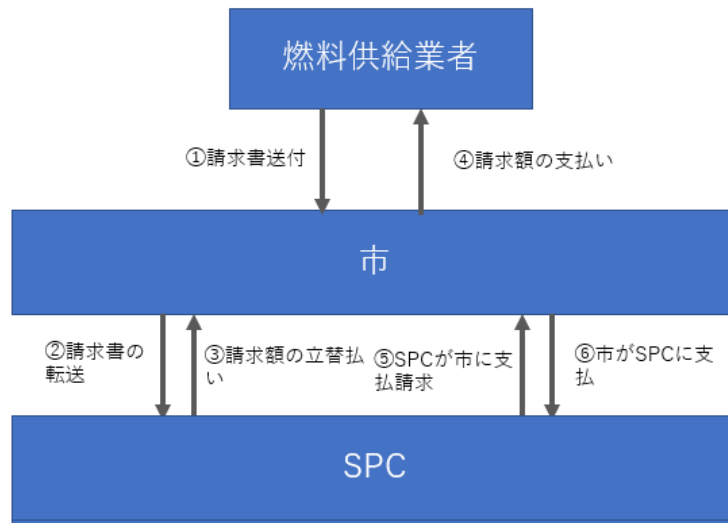 燃料供給業者
①請求書送付
④請求額の支払い
市
②請求書の
転送
③請求額の立替払
い
⑤SPCが市に支
払請求
⑥市がSPCに支
払
SPC